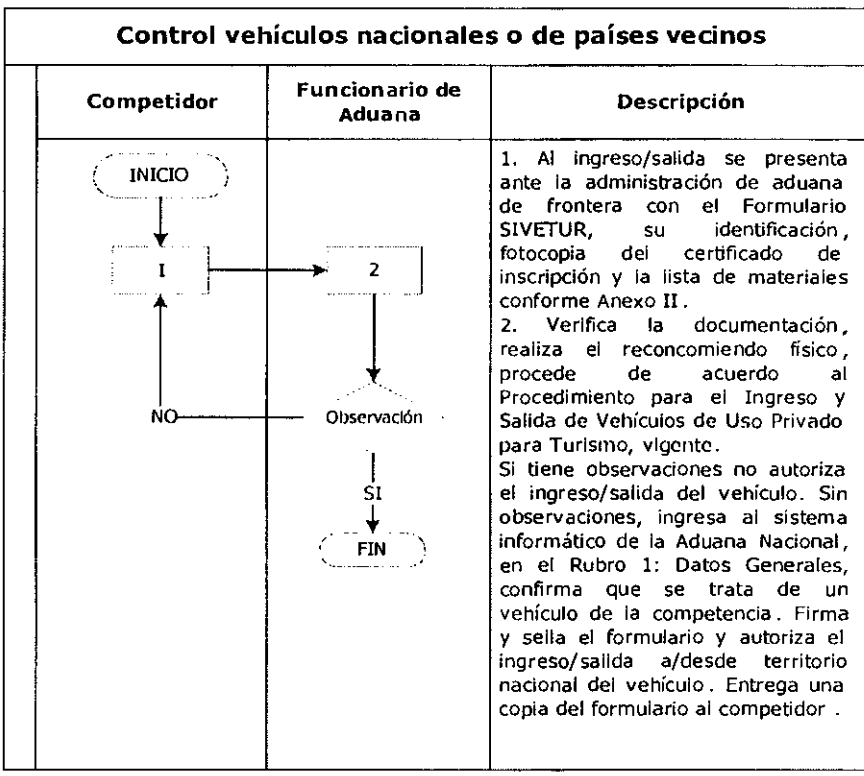 Control vehículos nacionales o de países vecinos
Competidor
Funcionario de
Aduana
Descripción
INICIO
1
2
NO
Observación
SI
FIN
1. Al ingreso/salida se presenta
ante la administración de aduana
de frontera con el Formulario
SIVETUR, su identificación,
fotocopia del certificado de
inscripción y la lista de materiales
conforme Anexo II.
2. Verifica la documentación,
realiza el reconcomiendo físico,
procede de acuerdo al
Procedimiento para el Ingreso y
Salida de Vehículos de Uso Privado
para Turismo, vigente.
Si tiene observaciones no autoriza
el ingreso/salida del vehículo. Sin
observaciones, ingresa al sistema
informático de la Aduana Nacional,
en el Rubro 1: Datos Generales,
confirma que se trata de un
vehículo de la competencia. Firma
y sella el formulario y autoriza el
ingreso/salida a/desde territorio
nacional del vehículo. Entrega una
copia del formulario al competidor.